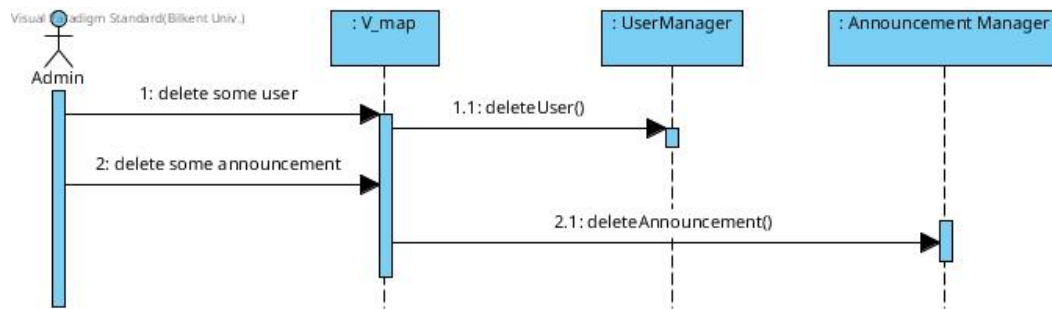 Visual Paradigm Standard(Bilkent Univ.)
: V_map
: UserManager
: Announcement Manager
Admin
1: delete some user
1.1: deleteUser()
2: delete some announcement
2.1: deleteAnnouncement()